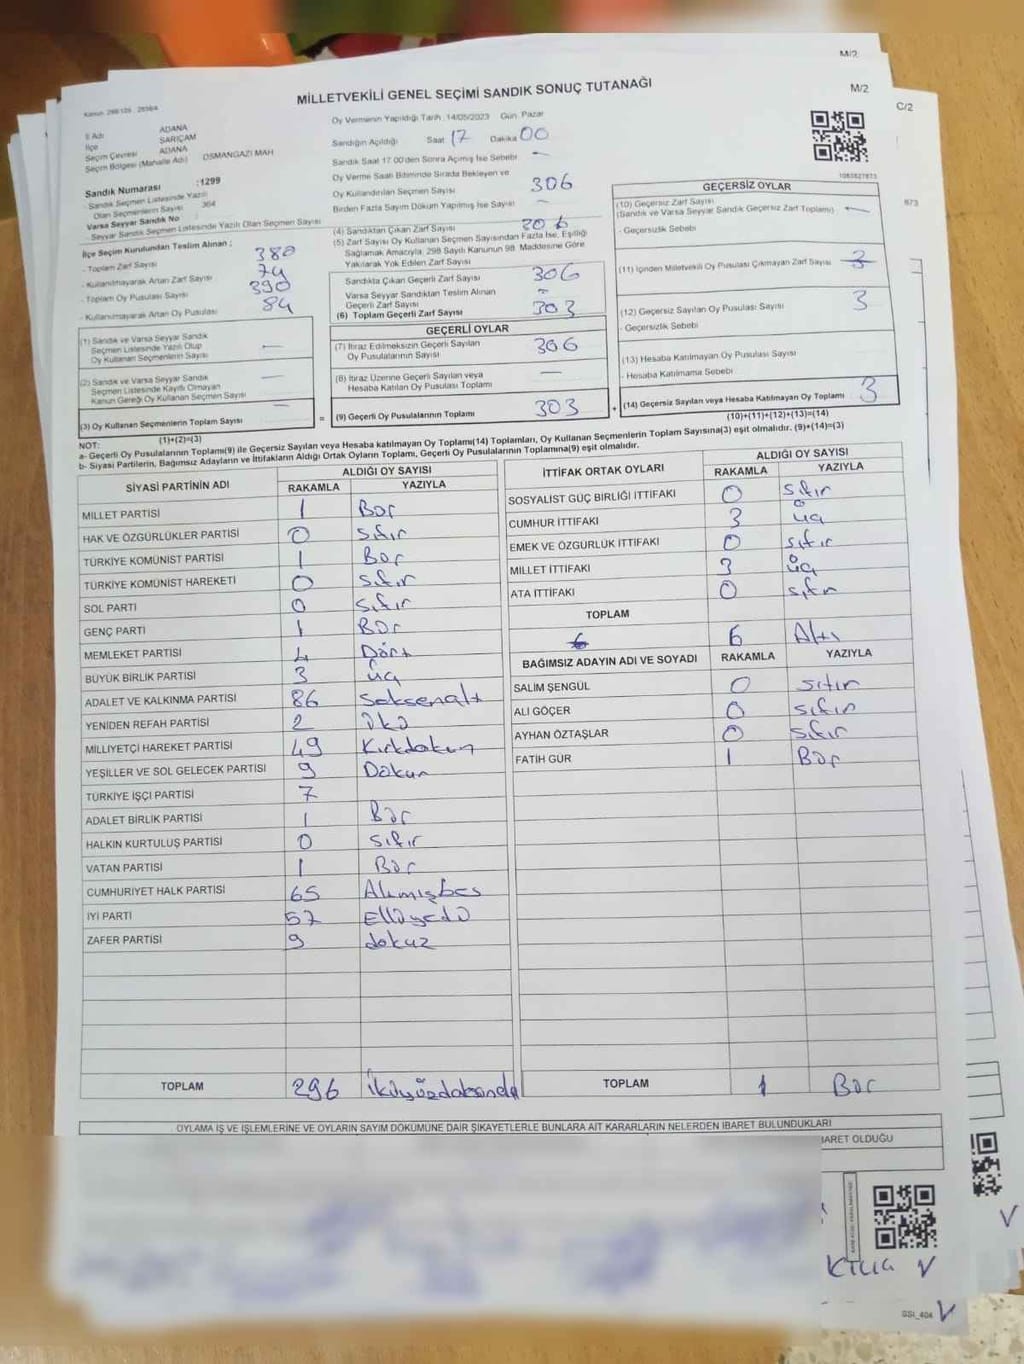 M/2
M/2
C/2
MİLLETVEKİLİ GENEL SEÇİMİ SANDIK SONUÇ TUTANAĞI
İl Adı ADANA
İlçe SARIÇAM
Seçim Çevresi ADANA
Seçim Bölgesi (Mahalle Adı) OSMANGAZI MAH
Sandık Numarası :1299
- Sandık Seçmen Listesinde Yazılı
Olan Seçmenlerin Sayısı 364
Varsa Seyyar Sandık No :
- Seyyar Sandık Seçmen Listesinde Yazılı Olan Seçmen Sayısı
İlçe Seçim Kurulundan Teslim Alınan ;
- Toplam Zarf Sayısı 380
- Kullanılmayarak Artan Zarf Sayısı 74
- Toplam Oy Pusulası Sayısı 390
- Kullanılmayarak Artan Oy Pusulası 84
(1) Sandık ve Varsa Seyyar Sandık
Seçmen Listesinde Yazılı Olup
Oy Kullanan Seçmenlerin Sayısı —
(2) Sandık ve Varsa Seyyar Sandık
Seçmen Listesinde Kayıtlı Olmayan
Kanun Gereği Oy Kullanan Seçmen Sayısı —
(3) Oy Kullanan Seçmenlerin Toplam Sayısı —
(1)+(2)=(3)
Oy Vermenin Yapıldığı Tarih :14/05/2023 Gün: Pazar
Sandığın Açıldığı Saat 17 Dakika 00
Sandık Saat 17:00'den Sonra Açılmış İse Sebebi —
Oy Verme Saati Bitiminde Sırada Bekleyen ve
Oy Kullandırılan Seçmen Sayısı 306
Birden Fazla Sayım Döküm Yapılmış İse Sayısı —
(4) Sandıktan Çıkan Zarf Sayısı 306
(5) Zarf Sayısı Oy Kullanan Seçmen Sayısından Fazla İse, Eşitliği
Sağlamak Amacıyla, 298 Sayılı Kanunun 98. Maddesine Göre
Yakılarak Yok Edilen Zarf Sayısı
Sandıkta Çıkan Geçerli Zarf Sayısı 306
Varsa Seyyar Sandıktan Teslim Alınan
Geçerli Zarf Sayısı —
(6) Toplam Geçerli Zarf Sayısı 303
GEÇERLİ OYLAR
(7) İtiraz Edilmeksizin Geçerli Sayılan
Oy Pusulalarının Sayısı 306
(8) İtiraz Üzerine Geçerli Sayılan veya
Hesaba Katılan Oy Pusulası Toplamı —
= (9) Geçerli Oy Pusulalarının Toplamı 303
1083827873
GEÇERSİZ OYLAR
(10) Geçersiz Zarf Sayısı
(Sandık ve Varsa Seyyar Sandık Geçersiz Zarf Toplamı) —
- Geçersizlik Sebebi
(11) İçinden Milletvekili Oy Pusulası Çıkmayan Zarf Sayısı 3
(12) Geçersiz Sayılan Oy Pusulası Sayısı 3
- Geçersizlik Sebebi
(13) Hesaba Katılmayan Oy Pusulası Sayısı
- Hesaba Katılmama Sebebi
+ (14) Geçersiz Sayılan veya Hesaba Katılmayan Oy Toplamı 3
(10)+(11)+(12)+(13)=(14)
673
NOT:
a- Geçerli Oy Pusulalarının Toplamı(9) ile Geçersiz Sayılan veya Hesaba katılmayan Oy Toplamı(14) Toplamları, Oy Kullanan Seçmenlerin Toplam Sayısına(3) eşit olmalıdır. (9)+(14)=(3)
b- Siyasi Partilerin, Bağımsız Adayların ve İttifakların Aldığı Ortak Oyların Toplamı, Geçerli Oy Pusulalarının Toplamına(9) eşit olmalıdır.
SİYASİ PARTİNİN ADI ALDIĞI OY SAYISI
RAKAMLA YAZIYLA
MİLLET PARTİSİ 1 Bir
HAK VE ÖZGÜRLÜKLER PARTİSİ 0 sıfır
TÜRKİYE KOMÜNİST PARTİSİ 1 Bir
TÜRKİYE KOMÜNİST HAREKETİ 0 sıfır
SOL PARTİ 0 sıfır
GENÇ PARTİ 1 Bir
MEMLEKET PARTİSİ 4 Dört
BÜYÜK BİRLİK PARTİSİ 3 üç
ADALET VE KALKINMA PARTİSİ 86 Seksenaltı
YENİDEN REFAH PARTİSİ 2 İki
MİLLİYETÇİ HAREKET PARTİSİ 49 Kırkdokuz
YEŞİLLER VE SOL GELECEK PARTİSİ 9 Dokuz
TÜRKİYE İŞÇİ PARTİSİ 7
ADALET BİRLİK PARTİSİ 1 Bir
HALKIN KURTULUŞ PARTİSİ 0 sıfır
VATAN PARTİSİ 1 Bir
CUMHURİYET HALK PARTİSİ 65 Altmışbeş
İYİ PARTİ 57 Elliyedi
ZAFER PARTİSİ 9 dokuz
TOPLAM 296 İkiyüzdoksanaltı
İTTİFAK ORTAK OYLARI ALDIĞI OY SAYISI
RAKAMLA YAZIYLA
SOSYALİST GÜÇ BİRLİĞİ İTTİFAKI 0 sıfır
CUMHUR İTTİFAKI 3 üç
EMEK VE ÖZGÜRLÜK İTTİFAKI 0 sıfır
MİLLET İTTİFAKI 3 üç
ATA İTTİFAKI 0 sıfır
TOPLAM
6 6 Altı
BAĞIMSIZ ADAYIN ADI VE SOYADI RAKAMLA YAZIYLA
SALİM ŞENGÜL 0 sıfır
ALİ GÖÇER 0 sıfır
AYHAN ÖZTAŞLAR 0 sıfır
FATİH GÜR 1 Bir
TOPLAM 1 Bir
OYLAMA İŞ VE İŞLEMLERİNE VE OYLARIN SAYIM DÖKÜMÜNE DAİR ŞİKAYETLERLE BUNLARA AİT KARARLARIN NELERDEN İBARET BULUNDUKLARI
İBARET OLDUĞU
GSI_404